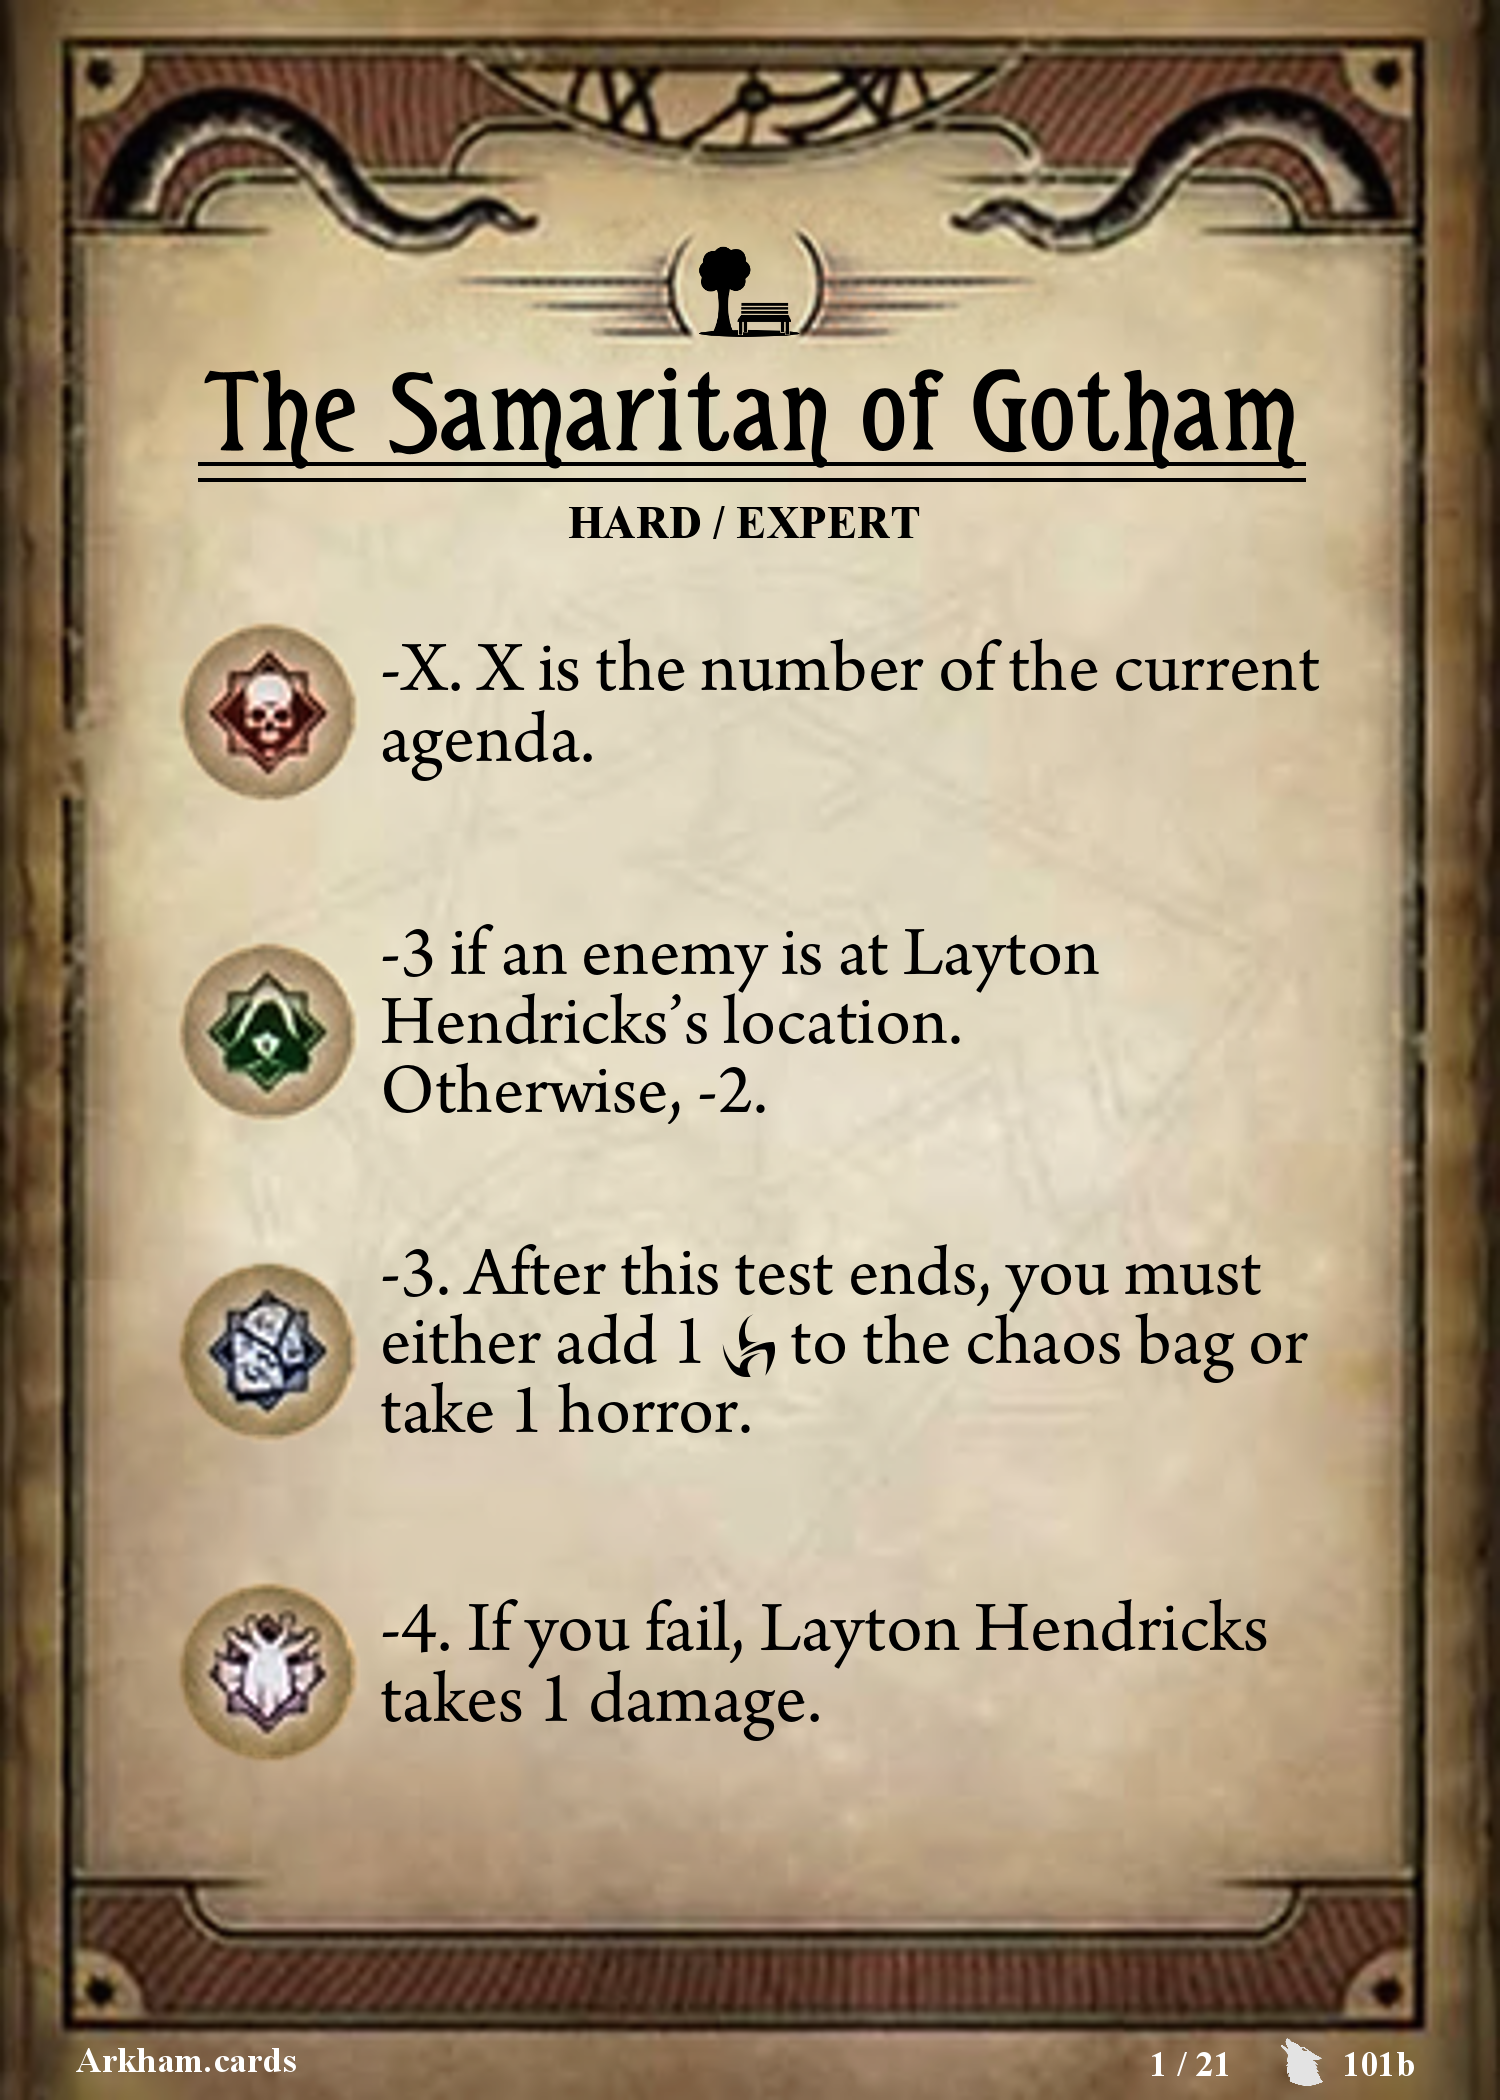 The Samaritan of Gotham
HARD / EXPERT
-X. X is the number of the current
agenda.
-3 if an enemy is at Layton
Hendricks’s location.
Otherwise, -2.
-3. After this test ends, you must
either add 1 to the chaos bag or
take 1 horror.
-4. If you fail, Layton Hendricks
takes 1 damage.
Arkham.cards
1 / 21
101b